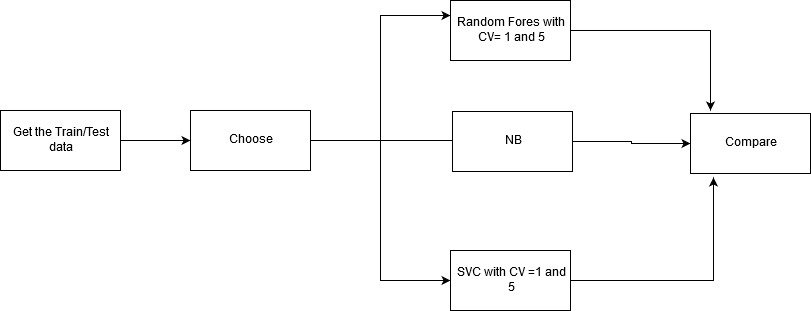 Random Fores with
CV= 1 and 5
Get the Train/Test
data
Choose
NB
Compare
SVC with CV =1 and
5